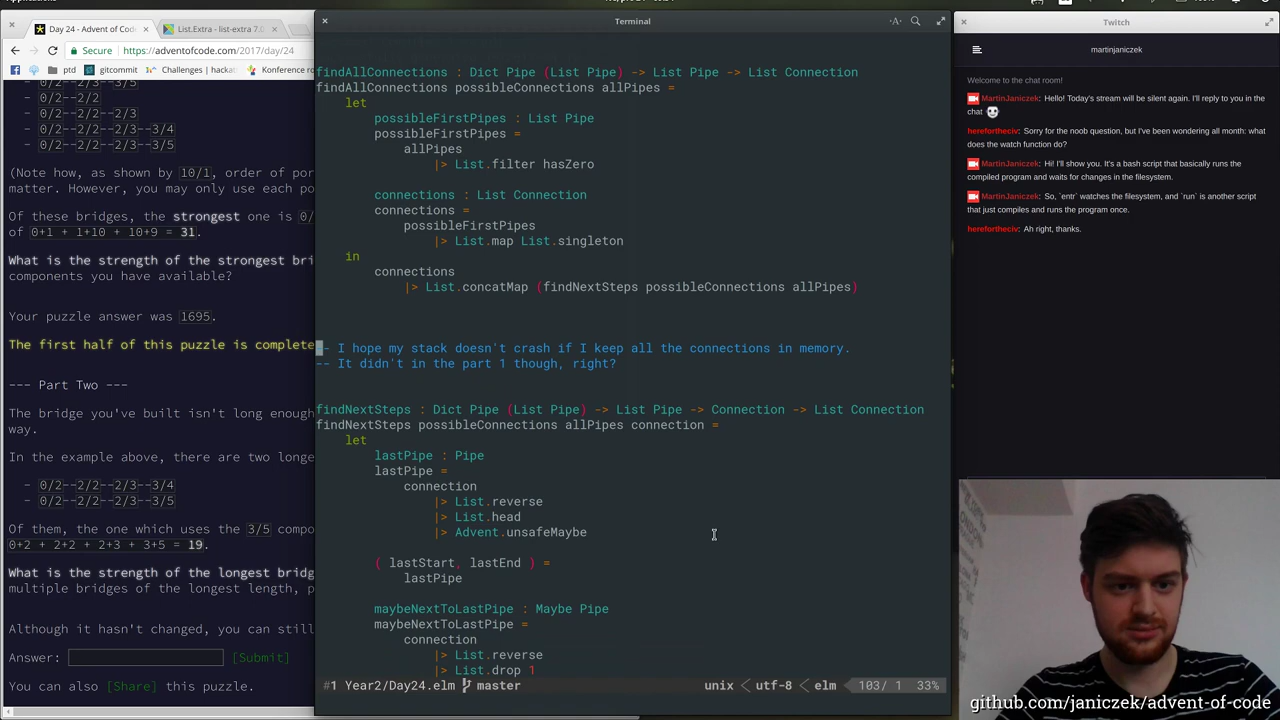 Day 24 - Advent of Cod
List.Extra - list-extra 7.0
Secure
https://adventofcode.com/2017/day/24
ptd
gitcommit
Challenges | hackat
Konference ro
- 0/2--2/3--3/5
- 0/2--2/2
- 0/2--2/2--2/3
- 0/2--2/2--2/3--3/4
- 0/2--2/2--2/3--3/5
(Note how, as shown by 10/1, order of por
matter. However, you may only use each po
Of these bridges, the strongest one is 0/
of 0+1 + 1+10 + 10+9 = 31.
What is the strength of the strongest bri
components you have available?
Your puzzle answer was 1695.
The first half of this puzzle is complete
--- Part Two ---
The bridge you've built isn't long enough
way.
In the example above, there are two longe
- 0/2--2/2--2/3--3/4
- 0/2--2/2--2/3--3/5
Of them, the one which uses the 3/5 compo
0+2 + 2+2 + 2+3 + 3+5 = 19.
What is the strength of the longest bridg
multiple bridges of the longest length, p
Although it hasn't changed, you can still
Answer:
[Submit]
You can also [Share] this puzzle.
Terminal
findAllConnections : Dict Pipe (List Pipe) -> List Pipe -> List Connection
findAllConnections possibleConnections allPipes =
let
possibleFirstPipes : List Pipe
possibleFirstPipes =
allPipes
|> List.filter hasZero
connections : List Connection
connections =
possibleFirstPipes
|> List.map List.singleton
in
connections
|> List.concatMap (findNextSteps possibleConnections allPipes)
-- I hope my stack doesn't crash if I keep all the connections in memory.
-- It didn't in the part 1 though, right?
findNextSteps : Dict Pipe (List Pipe) -> List Pipe -> Connection -> List Connection
findNextSteps possibleConnections allPipes connection =
let
lastPipe : Pipe
lastPipe =
connection
|> List.reverse
|> List.head
|> Advent.unsafeMaybe
( lastStart, lastEnd ) =
lastPipe
maybeNextToLastPipe : Maybe Pipe
maybeNextToLastPipe =
connection
|> List.reverse
|> List.drop 1
#1 Year2/Day24.elm master
unix < utf-8 < elm
103/ 1
33%
Twitch
martinjaniczek
Welcome to the chat room!
MartinJaniczek: Hello! Today's stream will be silent again. I'll reply to you in the
chat
herefortheciv: Sorry for the noob question, but I've been wondering all month: what
does the watch function do?
MartinJaniczek: Hi! I'll show you. It's a bash script that basically runs the
compiled program and waits for changes in the filesystem.
MartinJaniczek: So, `entr` watches the filesystem, and `run` is another script
that just compiles and runs the program once.
herefortheciv: Ah right, thanks.
github.com/janiczek/advent-of-code